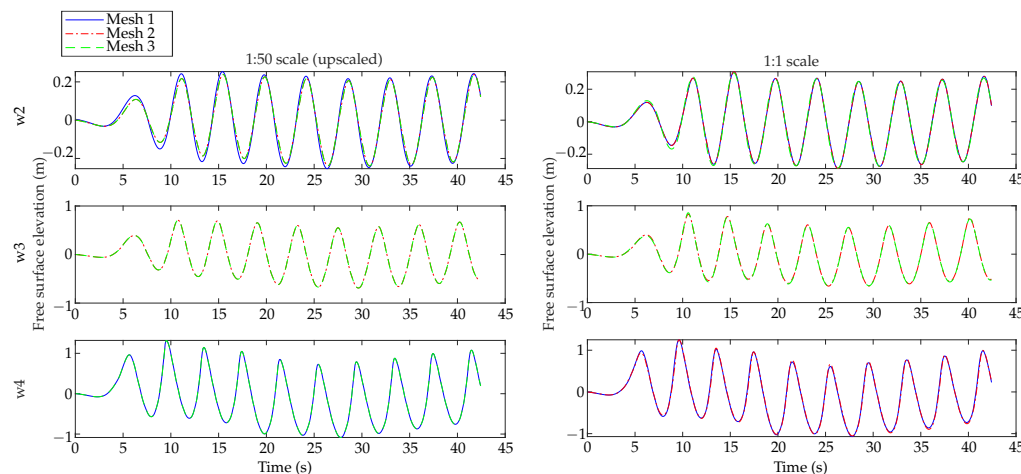 Mesh 1
Mesh 2
Mesh 3
1:50 scale (upscaled)
1:1 scale
w2
0.2
0
−0.2
0 5 10 15 20 25 30 35 40 45
0.2
0
−0.2
0 5 10 15 20 25 30 35 40 45
w3
Free surface elevation (m)
1
0
−1
0 5 10 15 20 25 30 35 40 45
Free surface elevation (m)
1
0
−1
0 5 10 15 20 25 30 35 40 45
w4
1
0
−1
0 5 10 15 20 25 30 35 40 45
Time (s)
1
0
−1
0 5 10 15 20 25 30 35 40 45
Time (s)